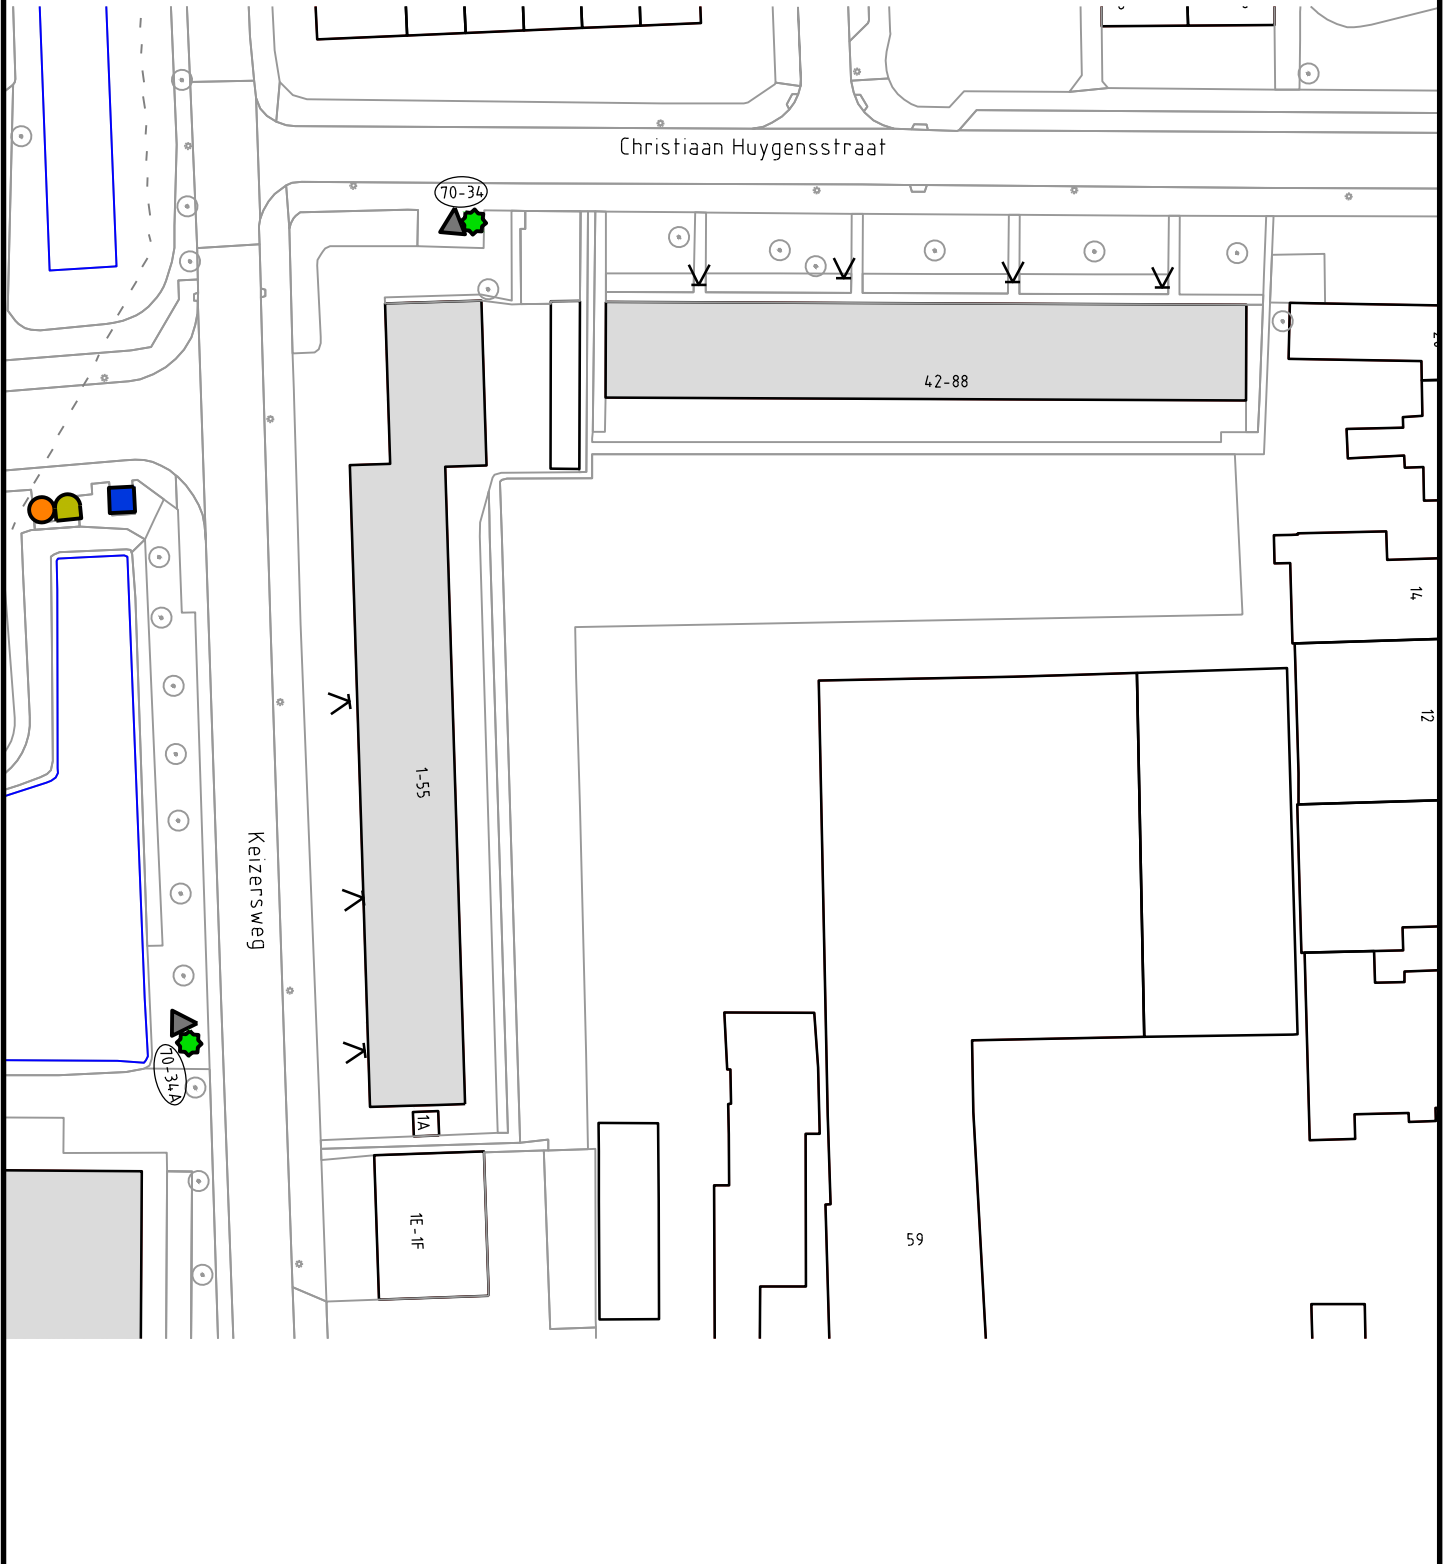 Christiaan Huygensstraat
70-34
42-88
14
12
1-55
Keizersweg
70-34A
1A
1E-1F
59